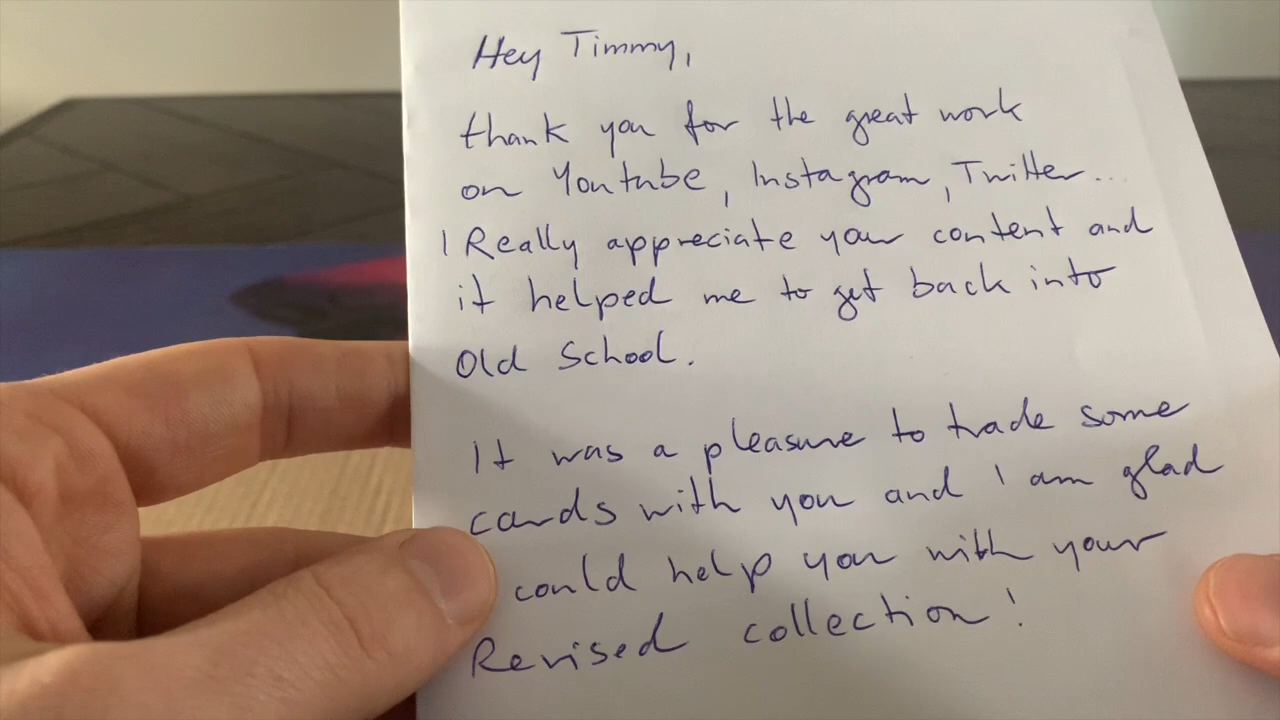 Hey Timmy,
thank you for the great work
on Youtube, Instagram, Twitter...
I Really appreciate your content and
it helped me to get back into
Old School.
It was a pleasure to trade some
cards with you and I am glad
could help you with your
Revised collection!